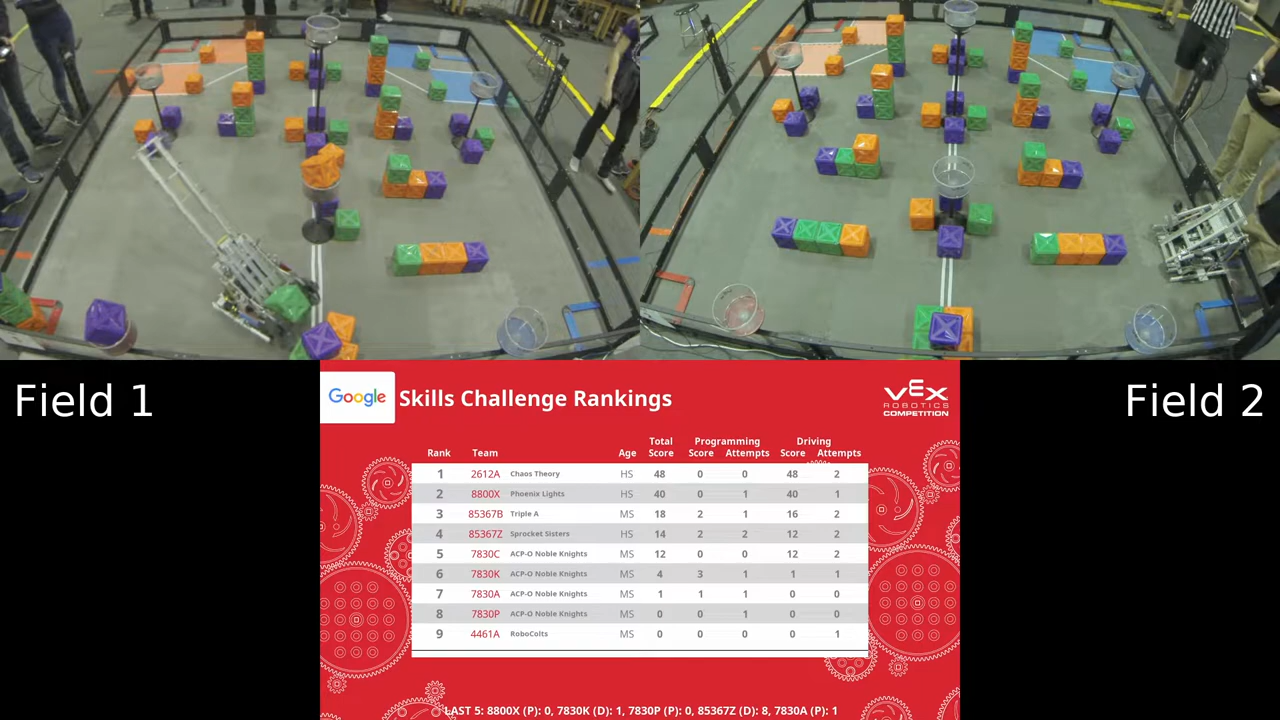 Field 1
Field 2
Google
Skills Challenge Rankings
VEX
ROBOTICS
COMPETITION
Total Programming Driving
Rank Team Age Score Score Attempts Score Attempts
1 2612A Chaos Theory HS 48 0 0 48 2
2 8800X Phoenix Lights HS 40 0 1 40 1
3 85367B Triple A MS 18 2 1 16 2
4 85367Z Sprocket Sisters HS 14 2 2 12 2
5 7830C ACP-O Noble Knights MS 12 0 0 12 2
6 7830K ACP-O Noble Knights MS 4 3 1 1 1
7 7830A ACP-O Noble Knights MS 1 1 1 0 0
8 7830P ACP-O Noble Knights MS 0 0 1 0 0
9 4461A RoboColts MS 0 0 0 0 1
LAST 5: 8800X (P): 0, 7830K (D): 1, 7830P (P): 0, 85367Z (D): 8, 7830A (P): 1